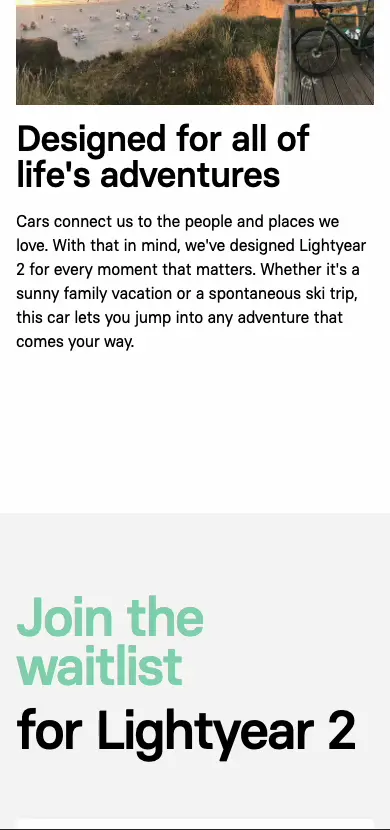 Designed for all of
life's adventures
Cars connect us to the people and places we
love. With that in mind, we've designed Lightyear
2 for every moment that matters. Whether it's a
sunny family vacation or a spontaneous ski trip,
this car lets you jump into any adventure that
comes your way.
Join the
waitlist
for Lightyear 2